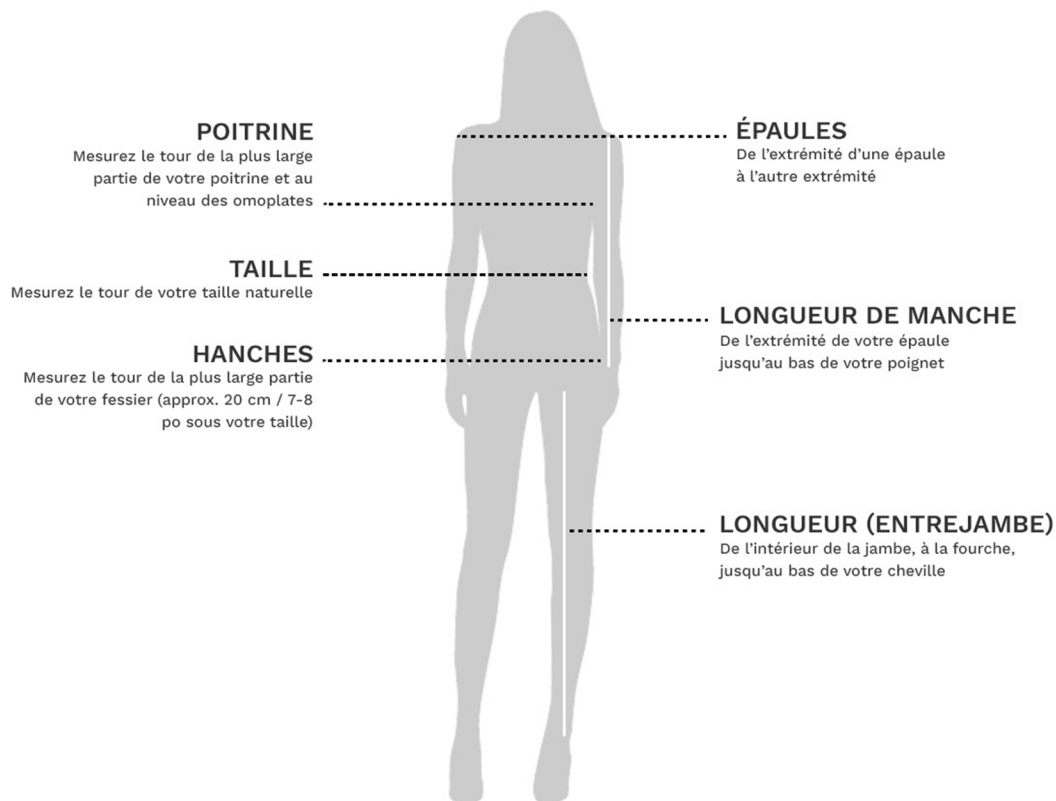 POITRINE
Mesurez le tour de la plus large
partie de votre poitrine et au
niveau des omoplates
TAILLE
Mesurez le tour de votre taille naturelle
HANCHES
Mesurez le tour de la plus large partie
de votre fessier (approx. 20 cm / 7-8
po sous votre taille)
ÉPAULES
De l’extrémité d’une épaule
à l’autre extrémité
LONGUEUR DE MANCHE
De l’extrémité de votre épaule
jusqu’au bas de votre poignet
LONGUEUR (ENTREJAMBE)
De l’intérieur de la jambe, à la fourche,
jusqu’au bas de votre cheville